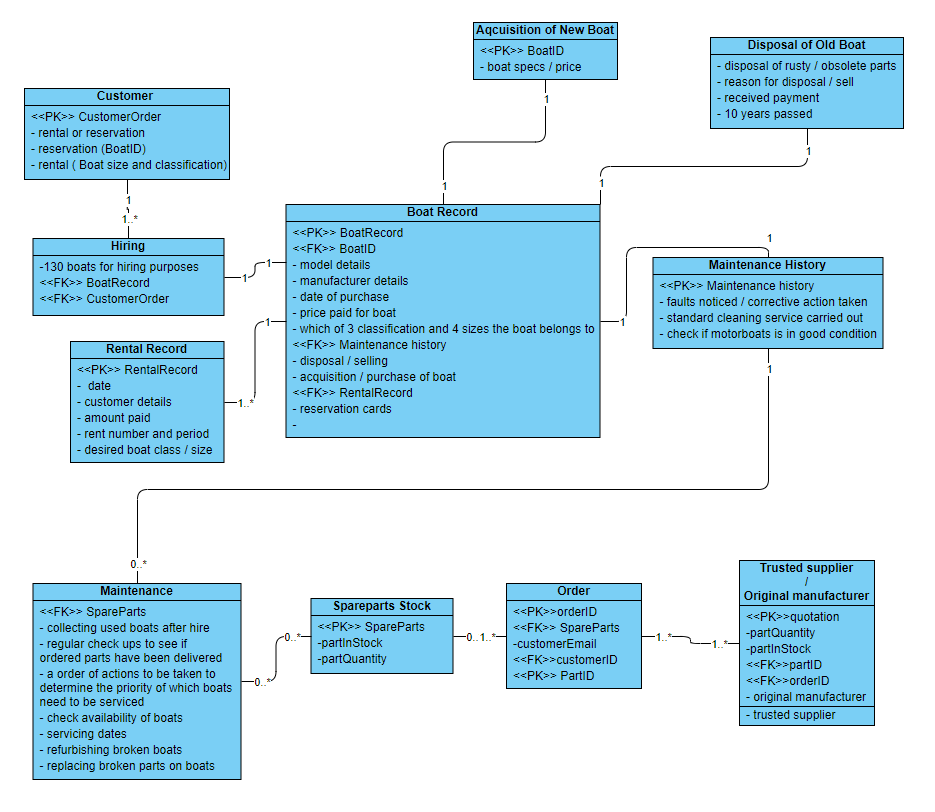 Aqcuisition of New Boat
<<PK>> BoatID
- boat specs / price
1
1
Disposal of Old Boat
- disposal of rusty / obsolete parts
- reason for disposal / sell
- received payment
- 10 years passed
1
1
Customer
<<PK>> CustomerOrder
- rental or reservation
- reservation (BoatID)
- rental ( Boat size and classification)
1
1..*
Hiring
-130 boats for hiring purposes
<<FK>> BoatRecord
<<FK>> CustomerOrder
1
1
Boat Record
<<PK>> BoatRecord
<<FK>> BoatID
- model details
- manufacturer details
- date of purchase
- price paid for boat
- which of 3 classification and 4 sizes the boat belongs to
<<FK>> Maintenance history
- disposal / selling
- acquisition / purchase of boat
<<FK>> RentalRecord
- reservation cards
-
1
1
Maintenance History
<<PK>> Maintenance history
- faults noticed / corrective action taken
- standard cleaning service carried out
- check if motorboats is in good condition
1
Rental Record
<<PK>> RentalRecord
- date
- customer details
- amount paid
- rent number and period
- desired boat class / size
1..*
1
0..*
Maintenance
<<FK>> SpareParts
- collecting used boats after hire
- regular check ups to see if
ordered parts have been delivered
- a order of actions to be taken to
determine the priority of which boats
need to be serviced
- check availability of boats
- servicing dates
- refurbishing broken boats
- replacing broken parts on boats
0..*
0..*
Spareparts Stock
<<PK>> SpareParts
-partInStock
-partQuantity
0..1..*
Order
<<PK>>orderID
<<FK>> SpareParts
-customerEmail
<<FK>>customerID
<<PK>> PartID
1..*
1..*
Trusted supplier
/
Original manufacturer
<<PK>>quotation
-partQuantity
-partInStock
<<FK>>partID
<<FK>>orderID
- original manufacturer
- trusted supplier